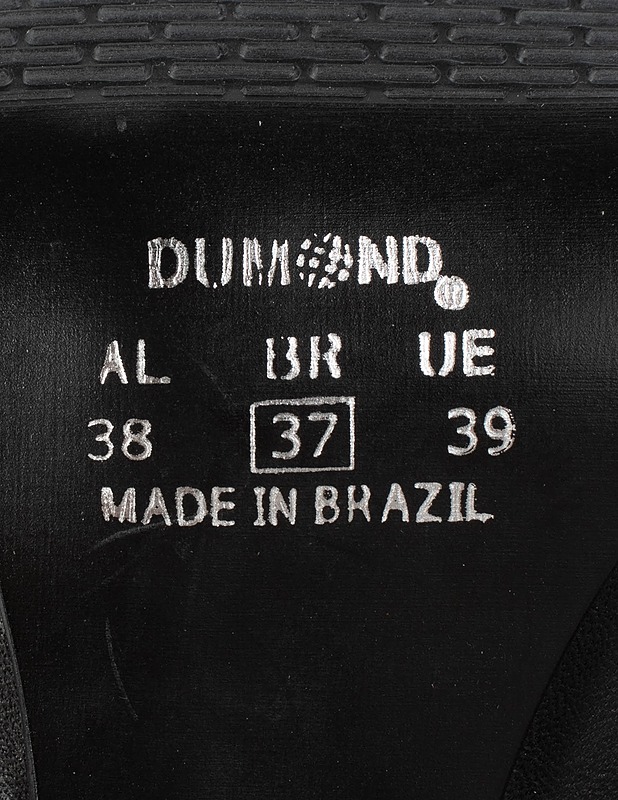 DUMOND®
AL BR UE
38 37 39
MADE IN BRAZIL